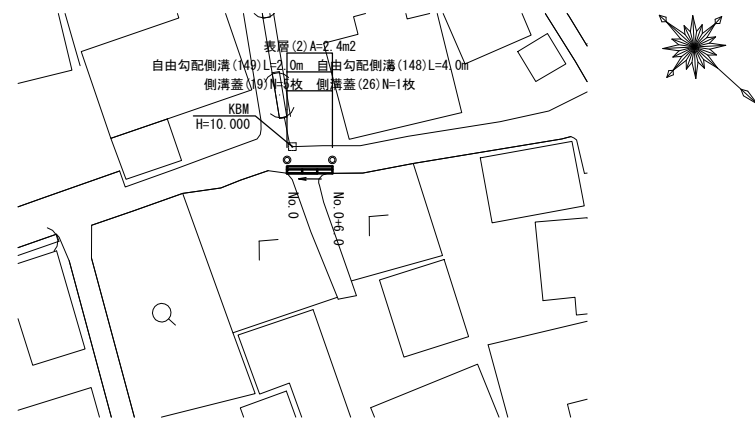 表層(2)A=2.4m2
自由勾配側溝(149)L=2.0m 自由勾配側溝(148)L=4.0m
側溝蓋(19)N=5枚 側溝蓋(26)N=1枚
KBM
H=10.000
No.0
No.0+6.0